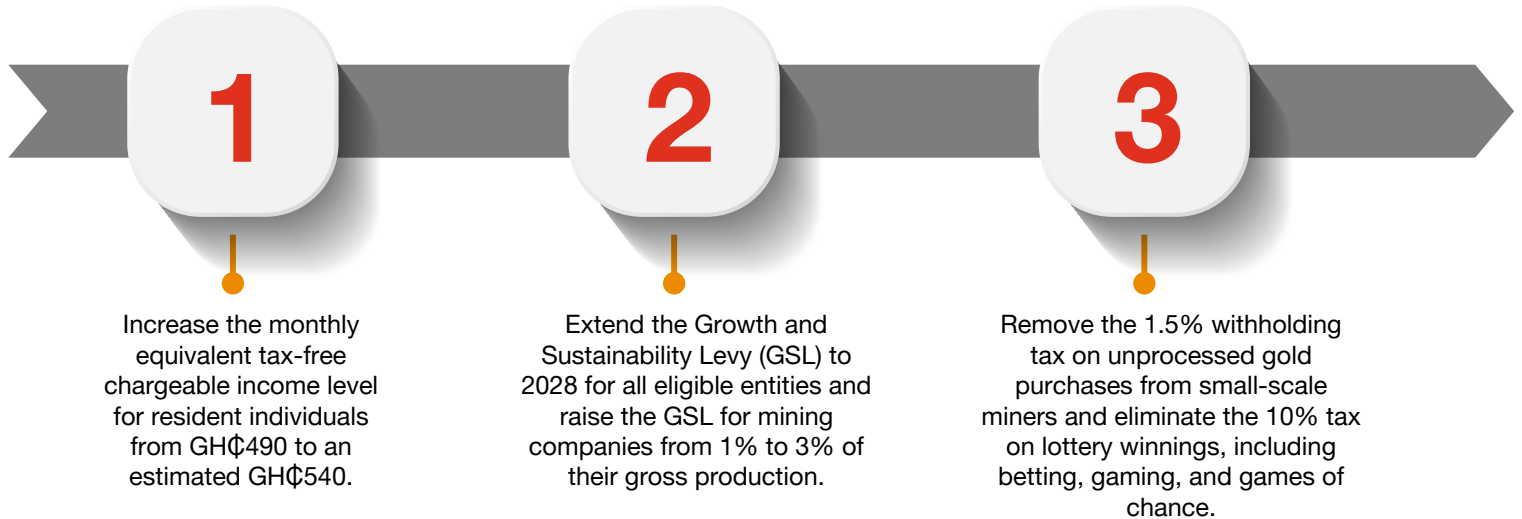 1
Increase the monthly
equivalent tax-free
chargeable income level
for resident individuals
from GH₵490 to an
estimated GH₵540.
2
Extend the Growth and
Sustainability Levy (GSL) to
2028 for all eligible entities and
raise the GSL for mining
companies from 1% to 3% of
their gross production.
3
Remove the 1.5% withholding
tax on unprocessed gold
purchases from small-scale
miners and eliminate the 10% tax
on lottery winnings, including
betting, gaming, and games of
chance.